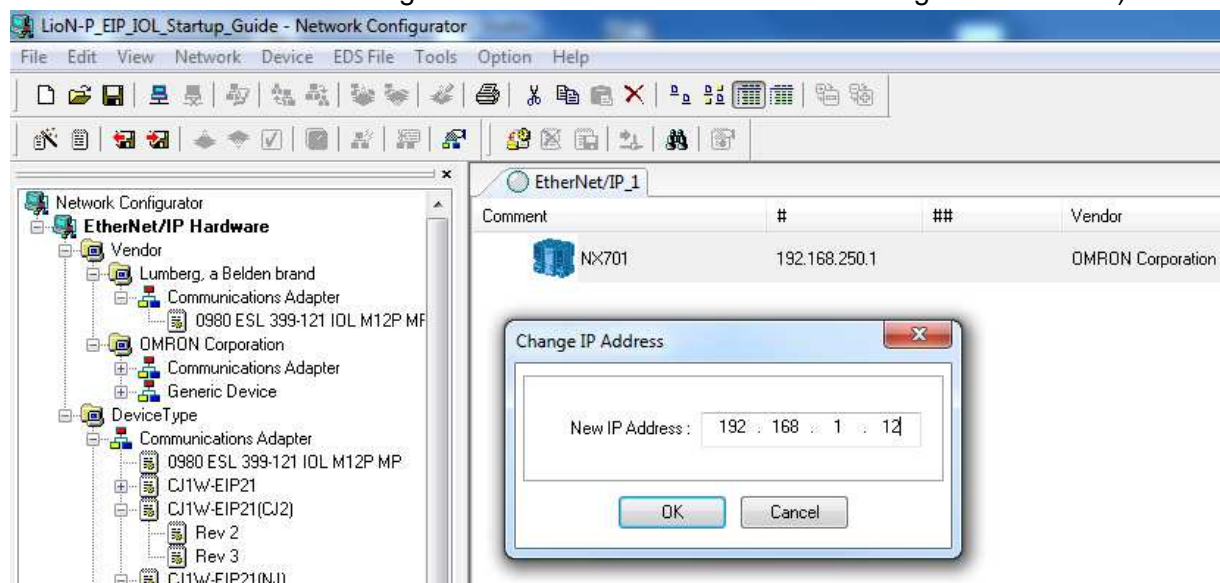 LioN-P_EIP_IOL_Startup_Guide - Network Configurator
File Edit View Network Device EDS File Tools Option Help
EtherNet/IP_1
Network Configurator
EtherNet/IP Hardware
Vendor
Lumberg, a Belden brand
Communications Adapter
0980 ESL 399-121 IOL M12P MP
OMRON Corporation
Communications Adapter
Generic Device
DeviceType
Communications Adapter
0980 ESL 399-121 IOL M12P MP
CJ1W-EIP21
CJ1W-EIP21(CJ2)
Rev 2
Rev 3
CJ1W-EIP21(NJ)
Comment # ## Vendor
NX701 192.168.250.1 OMRON Corporation
Change IP Address
New IP Address : 192 . 168 . 1 . 12
OK Cancel